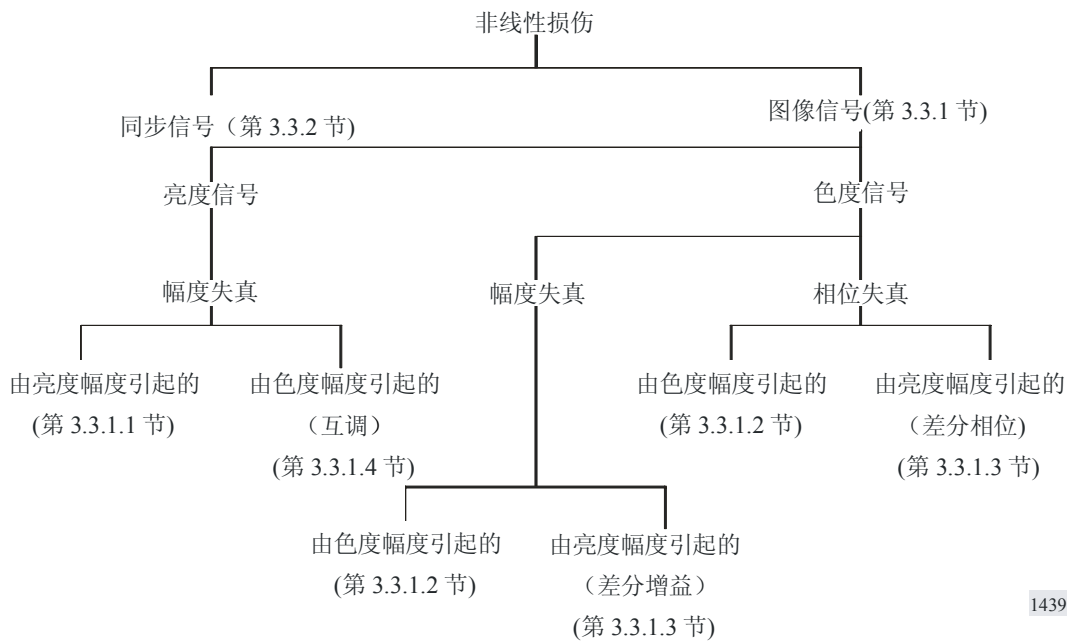 非线性损伤
同步信号（第 3.3.2 节)
图像信号(第 3.3.1 节)
亮度信号
色度信号
幅度失真
幅度失真
相位失真
由亮度幅度引起的
(第 3.3.1.1 节)
由色度幅度引起的
（互调）
(第 3.3.1.4 节)
由色度幅度引起的
(第 3.3.1.2 节)
由亮度幅度引起的
（差分相位)
(第 3.3.1.3 节)
由色度幅度引起的
(第 3.3.1.2 节)
由亮度幅度引起的
（差分增益）
(第 3.3.1.3 节)
1439